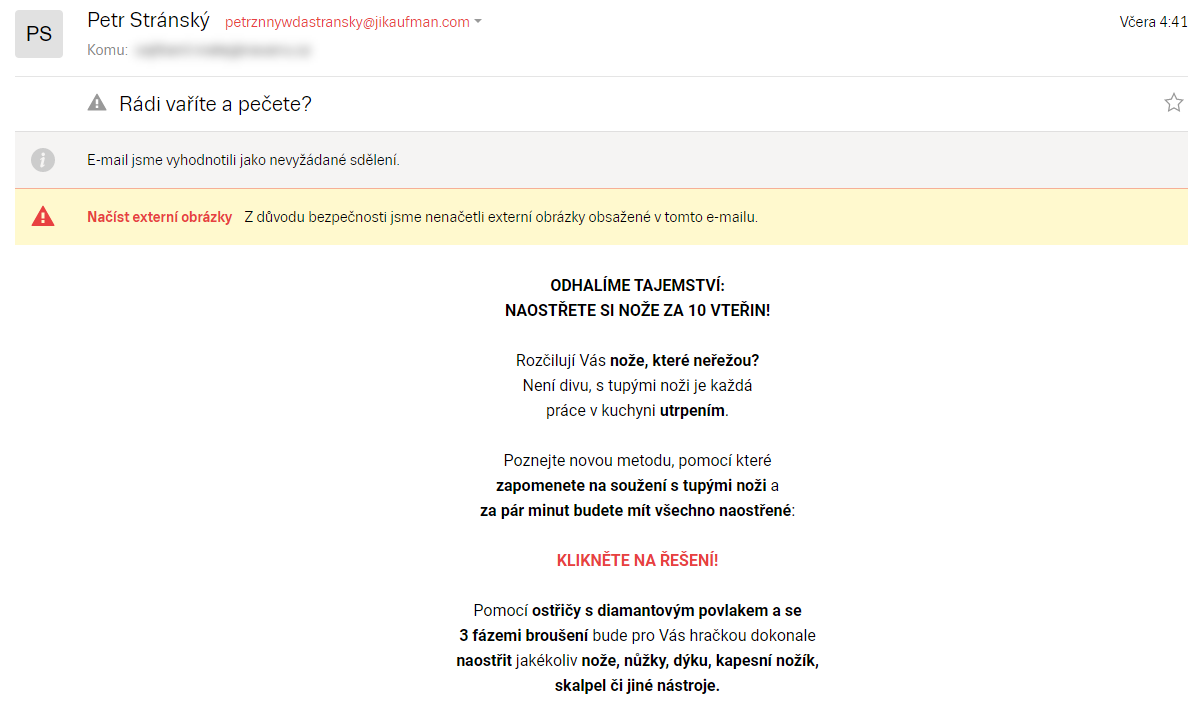 PS
Petr Stránský petrznnywdastransky@jikaufman.com
Včera 4:41
Komu:
Rádi vaříte a pečete?
E-mail jsme vyhodnotili jako nevyžádané sdělení.
Načíst externí obrázky Z důvodu bezpečnosti jsme nenačetli externí obrázky obsažené v tomto e-mailu.
ODHALÍME TAJEMSTVÍ:
NAOSTŘETE SI NOŽE ZA 10 VTEŘIN!
Rozčilují Vás nože, které neřežou?
Není divu, s tupými noži je každá
práce v kuchyni utrpením.
Poznejte novou metodu, pomocí které
zapomenete na soužení s tupými noži a
za pár minut budete mít všechno naostřené:
KLIKNĚTE NA ŘEŠENÍ!
Pomocí ostřičy s diamantovým povlakem a se
3 fázemi broušení bude pro Vás hračkou dokonale
naostřit jakékoliv nože, nůžky, dýku, kapesní nožík,
skalpel či jiné nástroje.